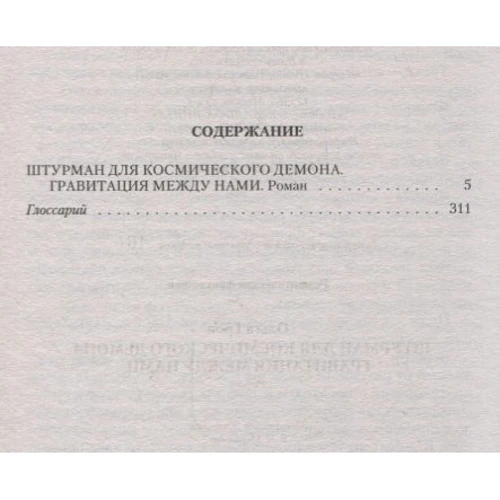 СОДЕРЖАНИЕ
ШТУРМАН ДЛЯ КОСМИЧЕСКОГО ДЕМОНА.
ГРАВИТАЦИЯ МЕЖДУ НАМИ. Роман . . . . . . . . . . . . 5
Глоссарий . . . . . . . . . . . . . . . . . . . . . . . . . . . . . . . . 311